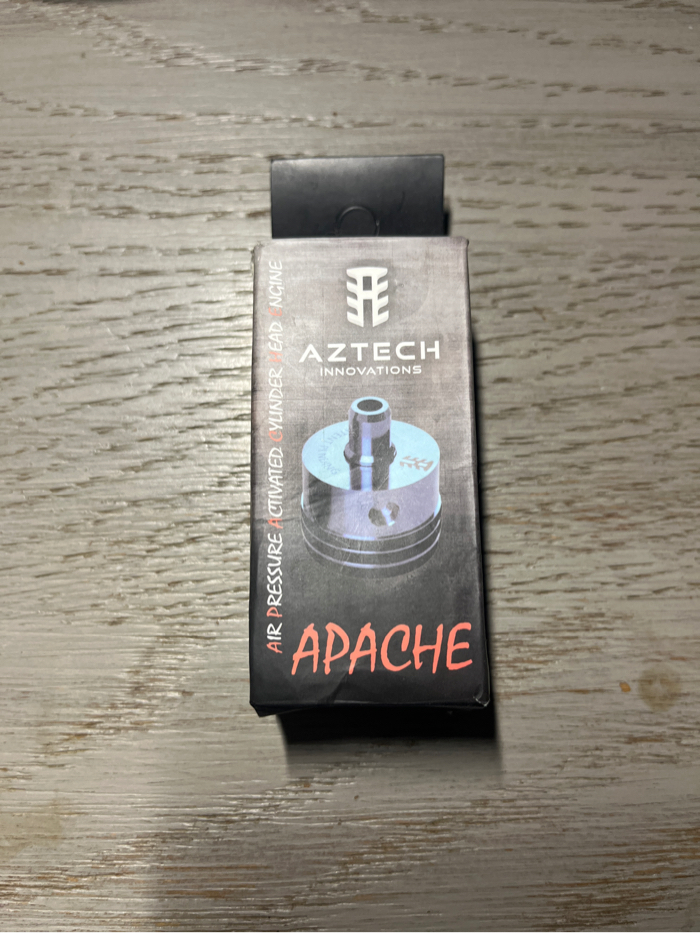 AZTECH
INNOVATIONS
AIR PRESSURE ACTIVATED CYLINDER HEAD ENGINE
APACHE